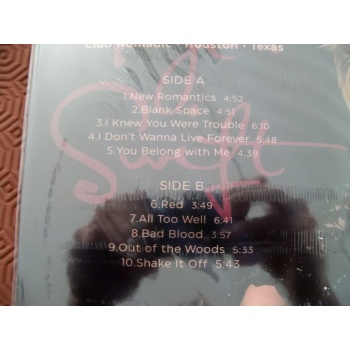 Club Nomadic • Houston • Texas
SIDE A
1.New Romantics 4:52
2.Blank Space 4:51
3.I Knew You Were Trouble 6:10
4.I Don't Wanna Live Forever 5:48
5.You Belong with Me 4:39
SIDE B
6.Red 3:49
7.All Too Well 6:41
8.Bad Blood 3:57
9.Out of the Woods 5:33
10.Shake It Off 5:43